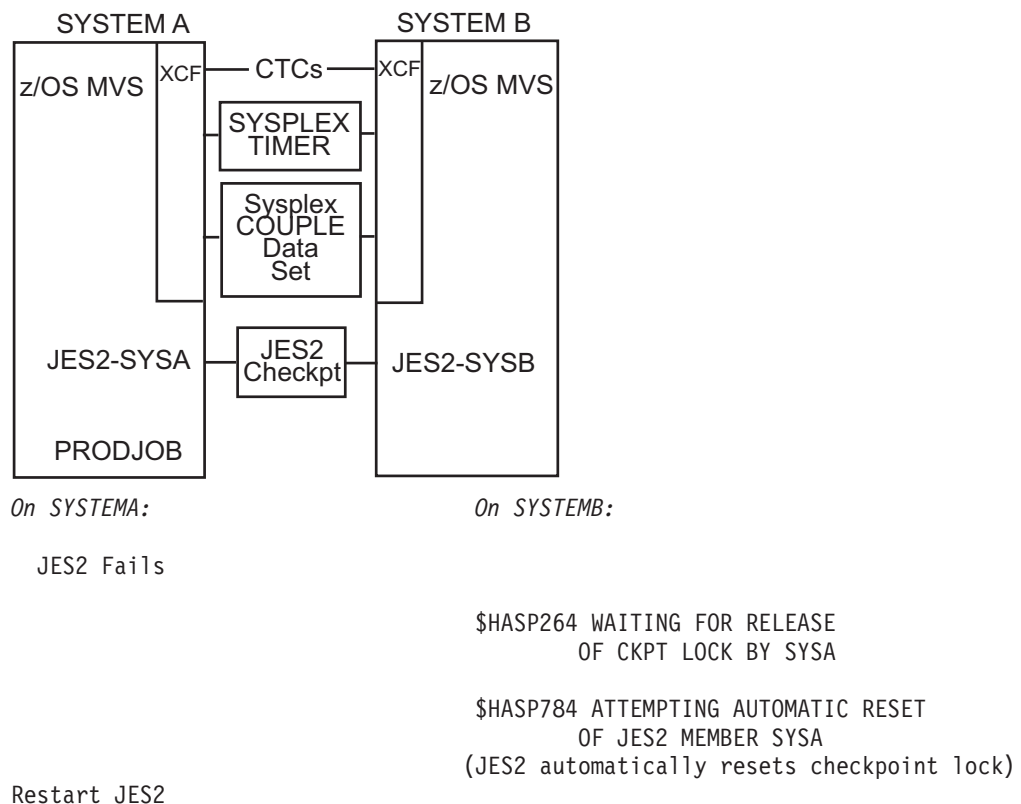 SYSTEM A
SYSTEM B
z/OS MVS
XCF
CTCs
XCF
z/OS MVS
SYSPLEX
TIMER
Sysplex
COUPLE
Data
Set
JES2-SYSA
JES2
Checkpt
JES2-SYSB
PRODJOB
On SYSTEMA:
On SYSTEMB:
JES2 Fails
$HASP264 WAITING FOR RELEASE
OF CKPT LOCK BY SYSA
$HASP784 ATTEMPTING AUTOMATIC RESET
OF JES2 MEMBER SYSA
(JES2 automatically resets checkpoint lock)
Restart JES2